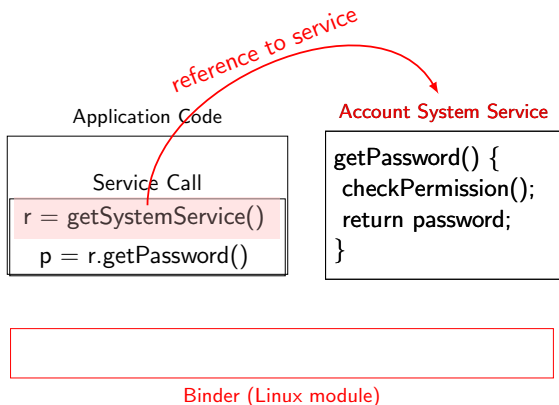 reference to service
Application Code
Service Call
r = getSystemService()
p = r.getPassword()
Account System Service
getPassword() {
checkPermission();
return password;
}
Binder (Linux module)